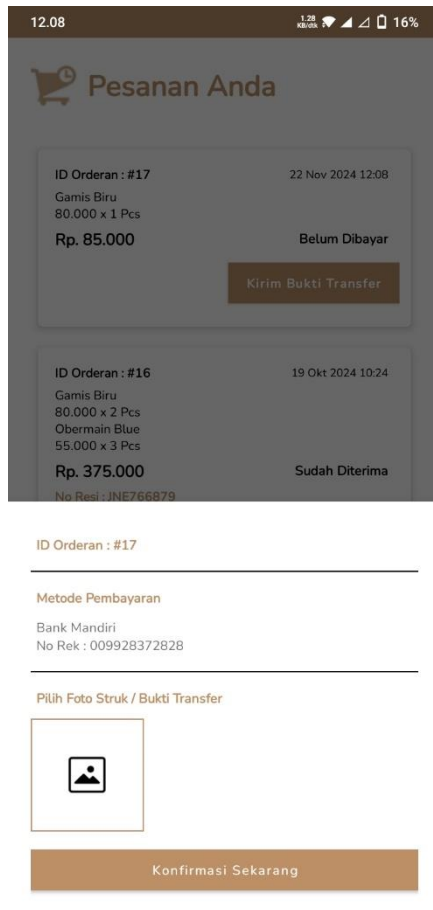 12.08
1.28
KB/dtk
16%
Pesanan Anda
ID Orderan : #17
22 Nov 2024 12:08
Gamis Biru
80.000 x 1 Pcs
Rp. 85.000
Belum Dibayar
Kirim Bukti Transfer
ID Orderan : #16
19 Okt 2024 10:24
Gamis Biru
80.000 x 2 Pcs
Obermain Blue
55.000 x 3 Pcs
Rp. 375.000
Sudah Diterima
No Resi : JNE766879
ID Orderan : #17
Metode Pembayaran
Bank Mandiri
No Rek : 009928372828
Pilih Foto Struk / Bukti Transfer
Konfirmasi Sekarang